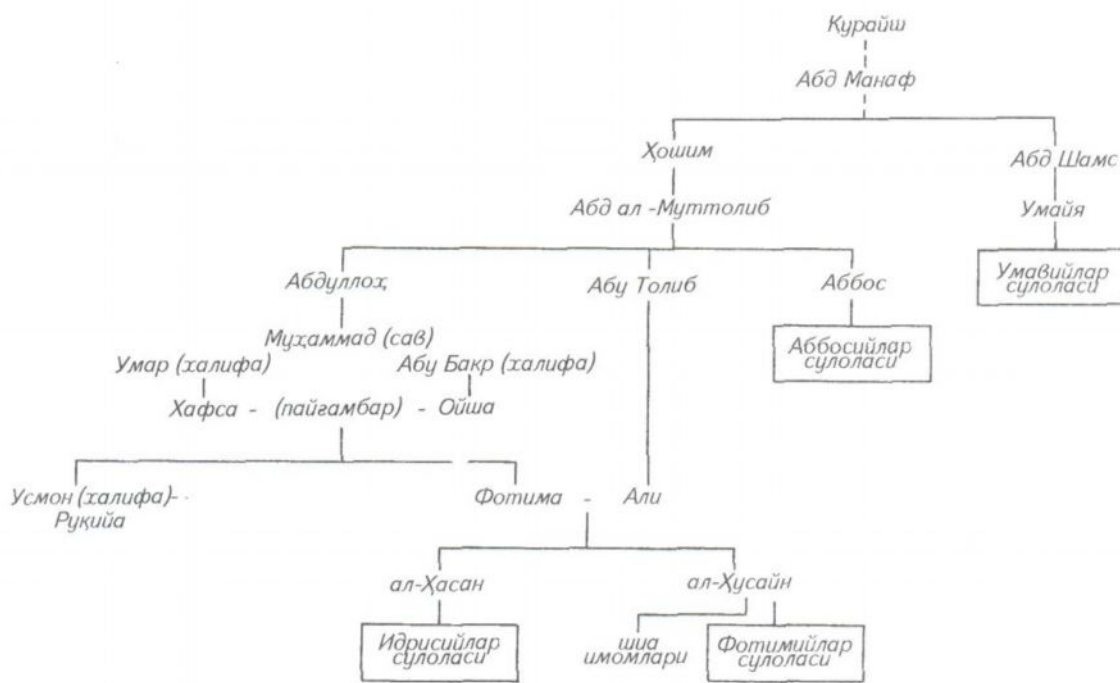 Қурайш
Абд Манаф
Ҳошим
Абд Шамс
Абд ал -Муттолиб
Умайя
Абдуллоҳ
Абу Толиб
Аббос
Умавийлар
сулоласи
Муҳаммад (сав)
Аббосийлар
сулоласи
Умар (халифа)
Абу Бакр (халифа)
Хафса - (пайғамбар) - Ойша
Усмон (халифа)-
Руқийа
Фотима - Али
ал-Ҳасан
ал-Ҳусайн
Идрисийлар
сулоласи
шиа
имомлари
Фотимийлар
сулоласи